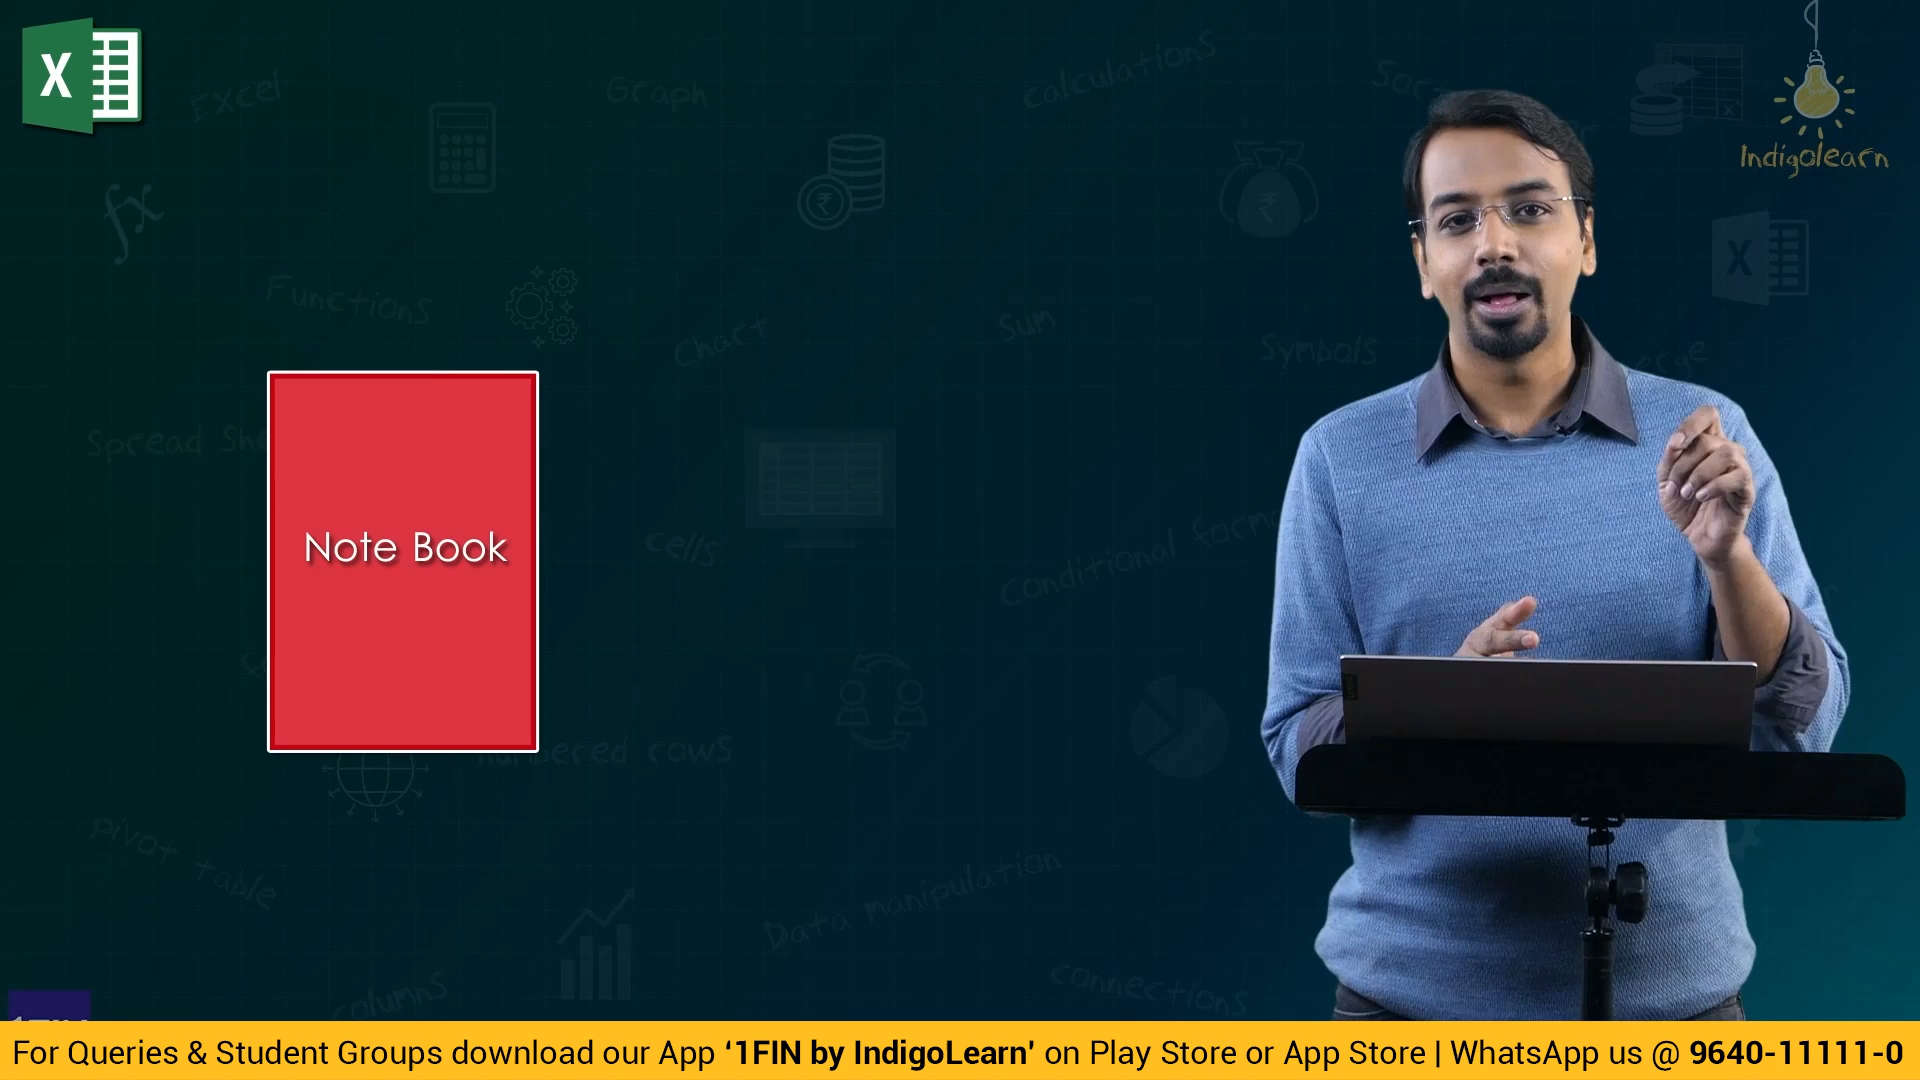 X
Excel
Graph
calculations
Indigolearn
fx
X
Functions
Chart
Sum
Symbols
Spread
Note Book
cells
Conditional
rows
pivot table
Data manipulation
columns
connections
For Queries & Student Groups download our App ‘1FIN by IndigoLearn' on Play Store or App Store | WhatsApp us @ 9640-11111-0